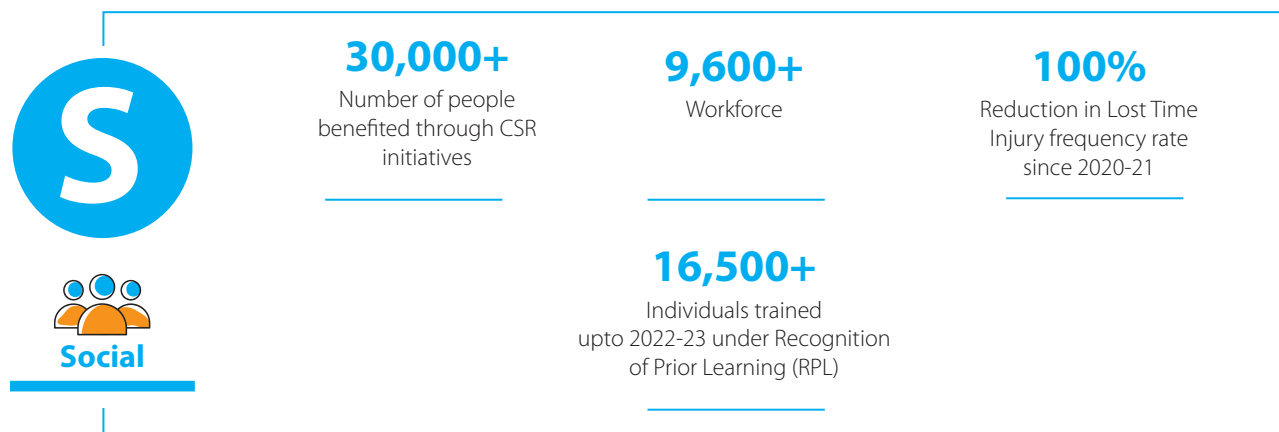 S
Social
30,000+
Number of people
benefited through CSR
initiatives
9,600+
Workforce
100%
Reduction in Lost Time
Injury frequency rate
since 2020-21
16,500+
Individuals trained
upto 2022-23 under Recognition
of Prior Learning (RPL)